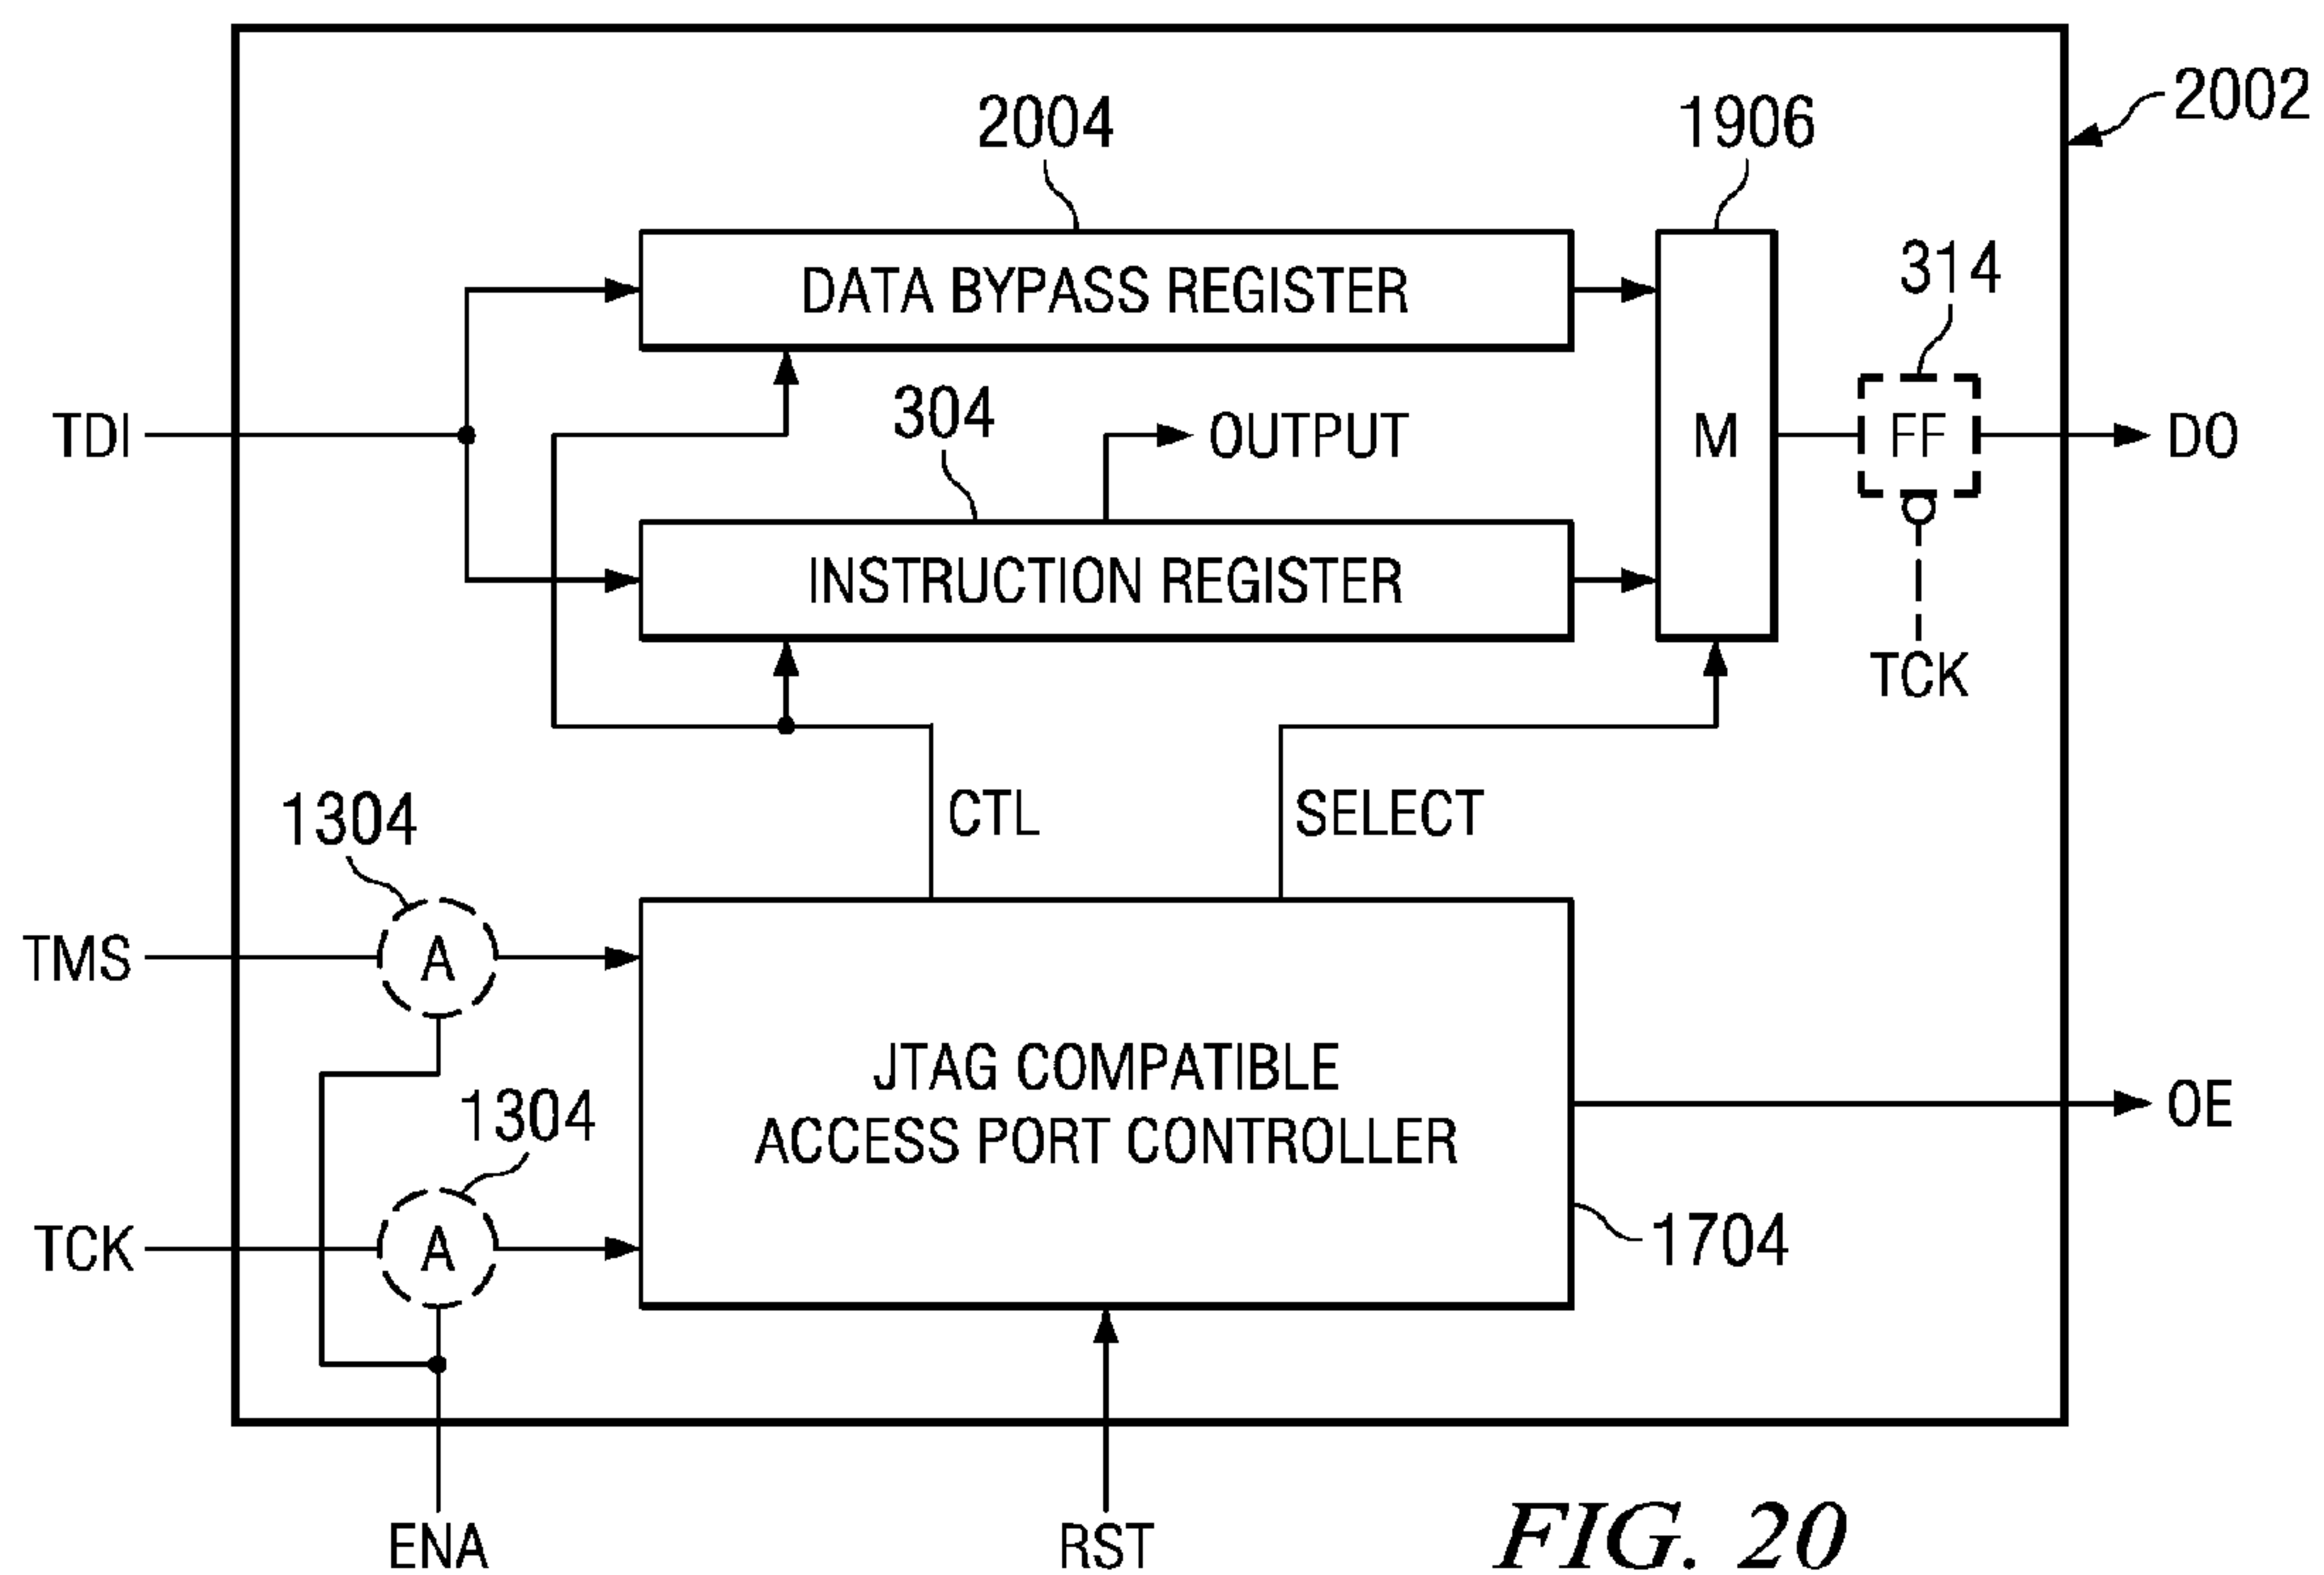 2002
2004
1906
314
DATA BYPASS REGISTER
304
OUTPUT
TDI
M
FF
DO
INSTRUCTION REGISTER
TCK
1304
CTL
SELECT
TMS
A
JTAG COMPATIBLE
ACCESS PORT CONTROLLER
1304
OE
TCK
A
1704
ENA
RST
FIG. 20